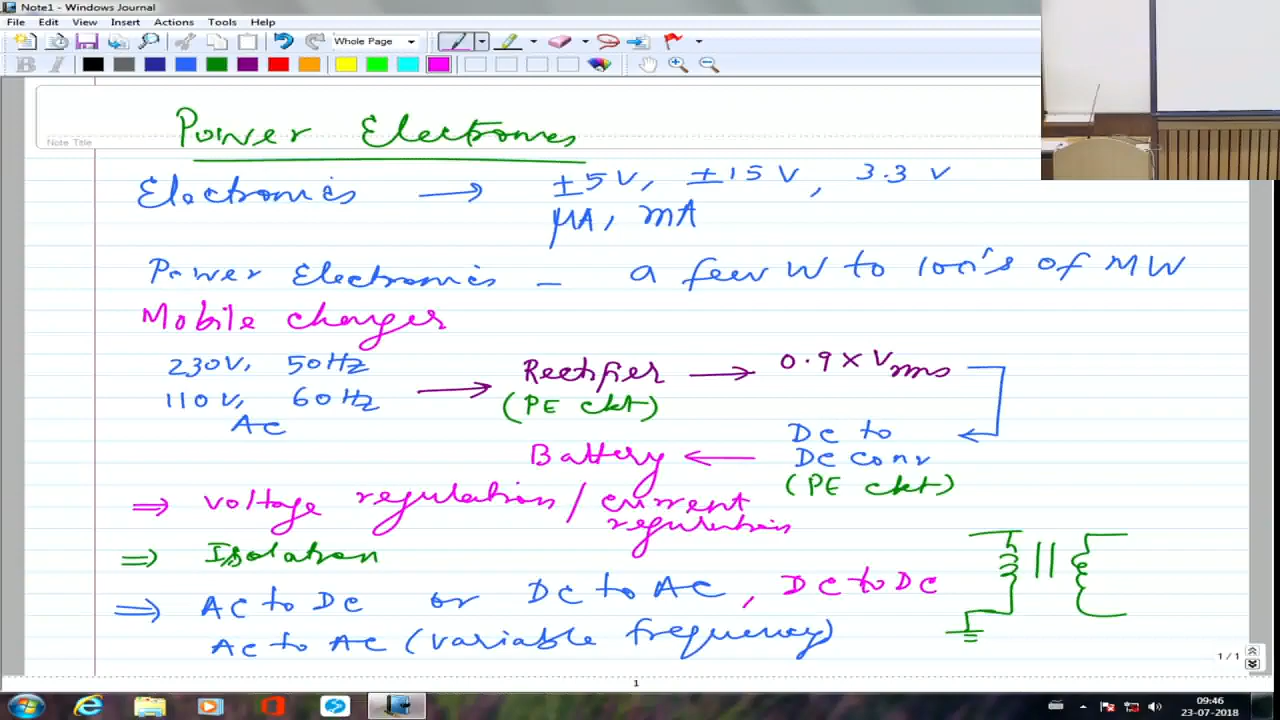 Note1 - Windows Journal
File Edit View Insert Actions Tools Help
Whole Page
B I
Power Electronics
Note Title
Electronics → ±5V, ±15V, 3.3V
μA, mA
Power Electronics - a few W to 100's of MW
Mobile charger
230V, 50Hz
110V, 60Hz → Rectifier → 0.9 × Vrms
AC (PE ckt)
DC to
Battery ← DC conv
(PE ckt)
⇒ voltage regulation / current
regulation
⇒ Isolation
⇒ AC to DC or DC to AC, DC to DC
AC to AC (variable frequency)
1 / 1
1
09:46
23-07-2018